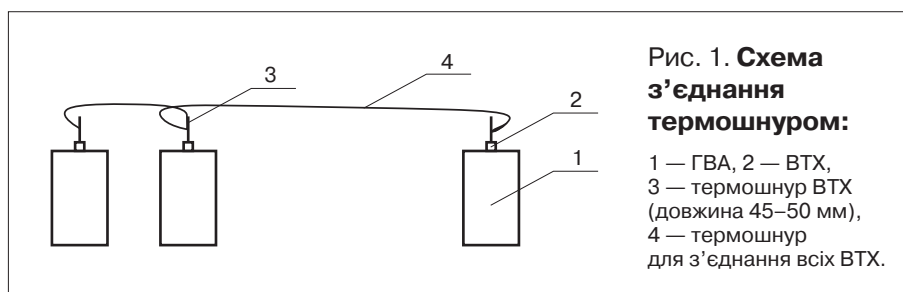 4
3
2
1
Рис. 1. Схема
з’єднання
термошнуром:
1 — ГВА, 2 — ВТХ,
3 — термошнур ВТХ
(довжина 45–50 мм),
4 — термошнур
для з’єднання всіх ВТХ.